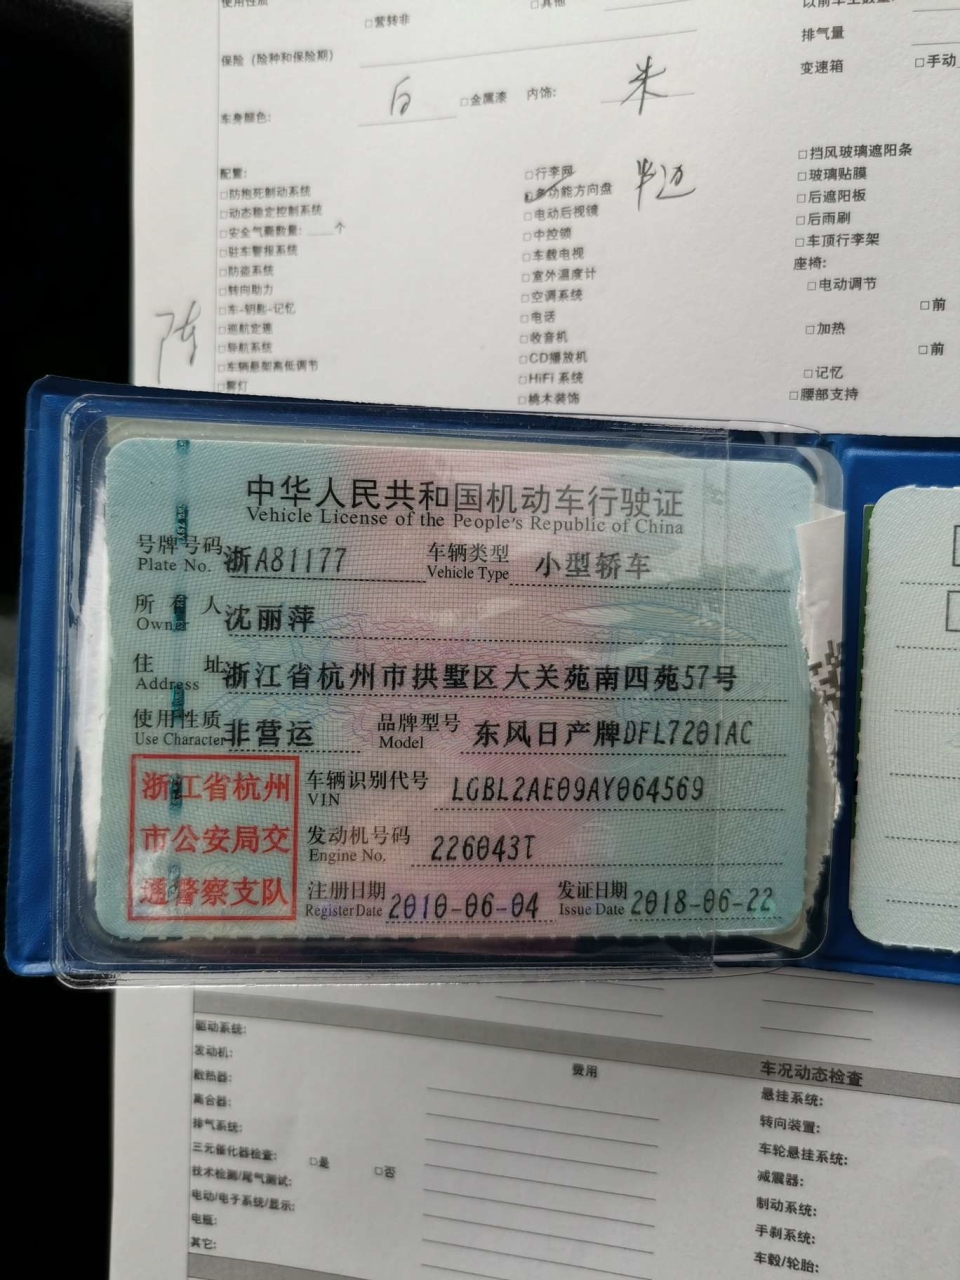 使用性质 □营转非 □其他 以前车主数量:
保险（险种和保险期） 排气量
变速箱 □手动
车身颜色: 白 □金属漆 内饰: 米
配置: □行李网 □挡风玻璃遮阳条
□防抱死制动系统 □多功能方向盘 半边 □玻璃贴膜
□动态稳定控制系统 □电动后视镜 □后遮阳板
□安全气囊数量: 个 □中控锁 □后雨刷
□驻车警报系统 □车载电视 □车顶行李架
□防盗系统 □室外温度计 座椅:
□转向助力 □空调系统 □电动调节
□车-钥匙-记忆 □电话 □前
□巡航定速 □收音机 □加热
□导航系统 □CD播放机 □前
□车辆悬架高低调节 □HiFi 系统 □记忆
□雾灯 □桃木装饰 □腰部支持
中华人民共和国机动车行驶证
Vehicle License of the People's Republic of China
号牌号码 浙A81177 车辆类型 小型轿车
Plate No. Vehicle Type
所有人 沈丽萍
Owner
住址 浙江省杭州市拱墅区大关苑南四苑57号
Address
使用性质 非营运 品牌型号 东风日产牌DFL7201AC
Use Character Model
浙江省杭州
市公安局交
通警察支队
车辆识别代号 LGBL2AE09AY064569
VIN
发动机号码 226043T
Engine No.
注册日期 2010-06-04 发证日期 2018-06-22
Register Date Issue Date
驱动系统:
发动机: 费用 车况动态检查
散热器: 悬挂系统:
离合器: 转向装置:
排气系统: 车轮悬挂系统:
三元催化器检查: □是 □否 减震器:
技术检测/尾气测试: 制动系统:
电动/电子系统/显示: 手刹系统:
电瓶: 车毂/轮胎:
其它: